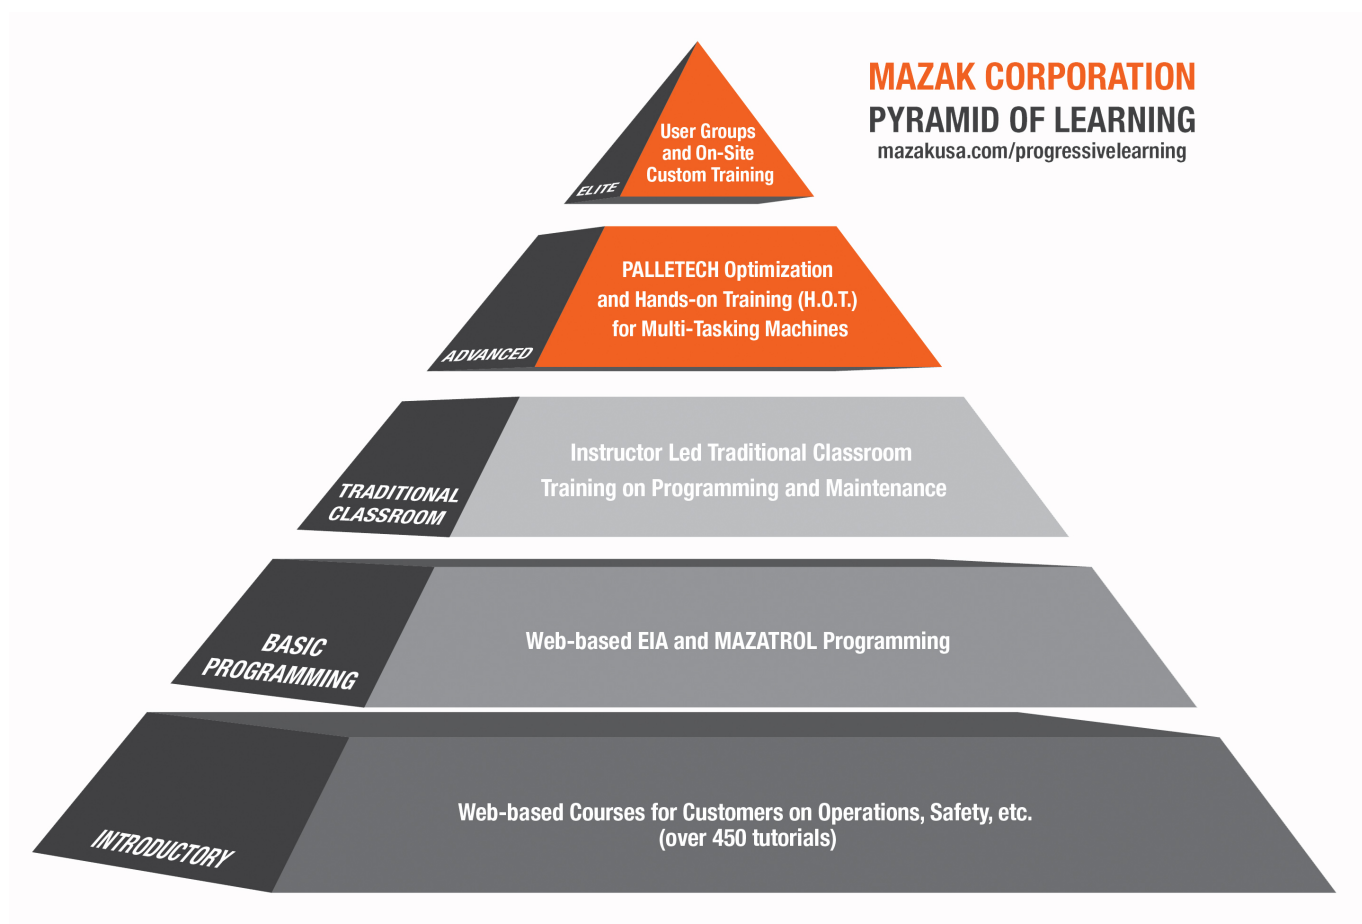 MAZAK CORPORATION
PYRAMID OF LEARNING
mazakusa.com/progressivelearning
User Groups
and On-Site
Custom Training
ELITE
PALLETECH Optimization
and Hands-on Training (H.O.T.)
for Multi-Tasking Machines
ADVANCED
Instructor Led Traditional Classroom
Training on Programming and Maintenance
TRADITIONAL
CLASSROOM
Web-based EIA and MAZATROL Programming
BASIC
PROGRAMMING
Web-based Courses for Customers on Operations, Safety, etc.
(over 450 tutorials)
INTRODUCTORY